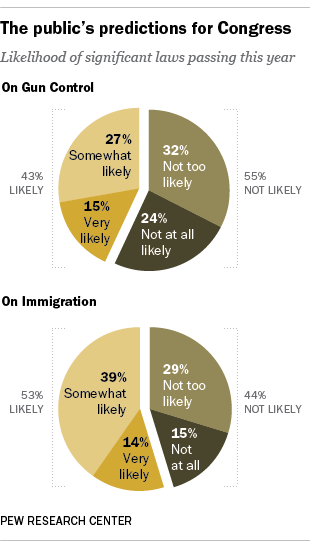 The public's predictions for Congress
Likelihood of significant laws passing this year
On Gun Control
43%
LIKELY
27%
Somewhat
likely
15%
Very
likely
32%
Not too
likely
24%
Not at all
likely
55%
NOT LIKELY
On Immigration
53%
LIKELY
39%
Somewhat
likely
14%
Very
likely
29%
Not too
likely
15%
Not
at all
44%
NOT LIKELY
PEW RESEARCH CENTER